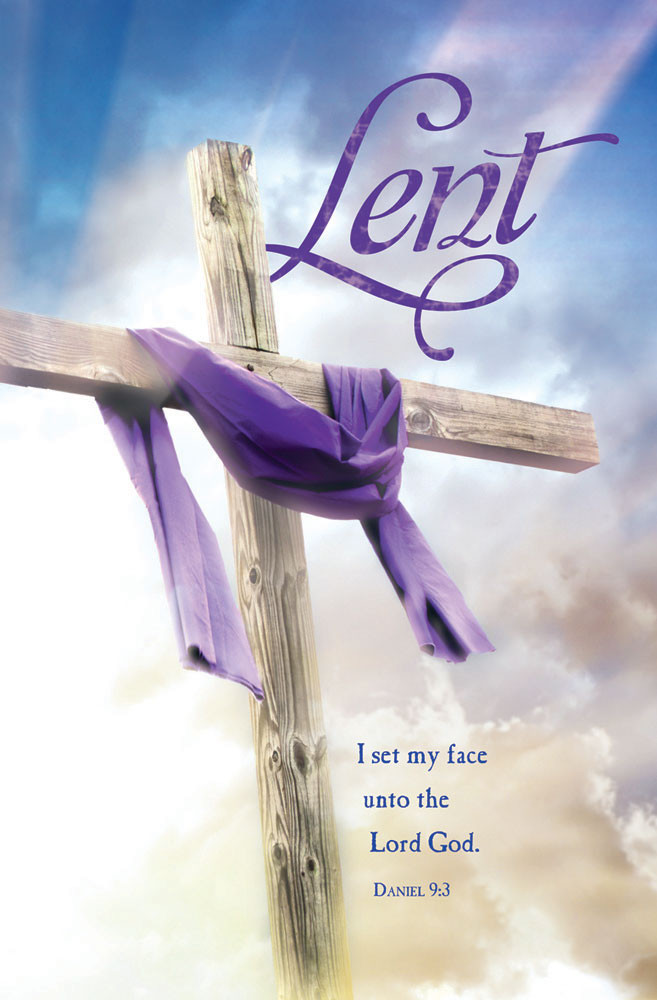 Lent
I set my face
unto the
Lord God.
Daniel 9:3